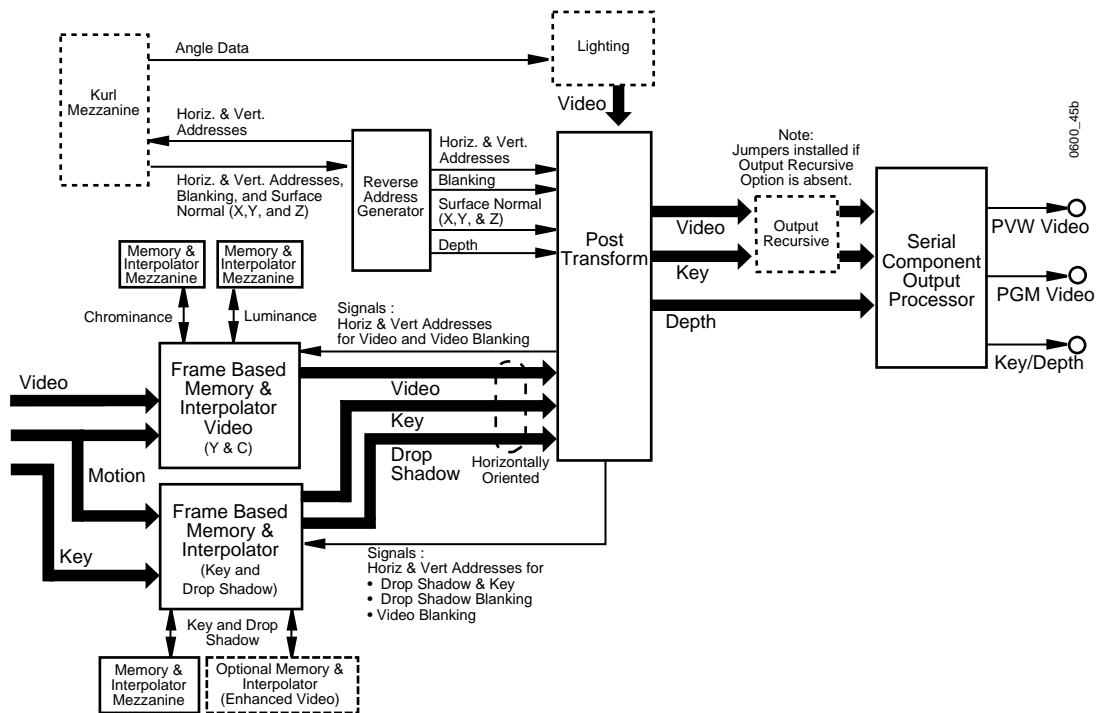 Angle Data
Lighting
Kurl
Mezzanine
Video
Horiz. & Vert.
Addresses
Horiz. & Vert. Addresses,
Blanking, and Surface
Normal (X,Y, and Z)
Reverse
Address
Generator
Horiz. & Vert.
Addresses
Blanking
Surface Normal
(X,Y, & Z)
Depth
Post
Transform
Note:
Jumpers installed if
Output Recursive
Option is absent.
0600_45b
Video
Key
Depth
Output
Recursive
Serial
Component
Output
Processor
PVW Video
PGM Video
Key/Depth
Memory &
Interpolator
Mezzanine
Memory &
Interpolator
Mezzanine
Chrominance
Luminance
Signals :
Horiz & Vert Addresses
for Video and Video Blanking
Video
Frame Based
Memory &
Interpolator
Video
(Y & C)
Video
Key
Drop
Shadow
Horizontally
Oriented
Motion
Key
Frame Based
Memory &
Interpolator
(Key and
Drop Shadow)
Signals :
Horiz & Vert Addresses for
• Drop Shadow & Key
• Drop Shadow Blanking
• Video Blanking
Key and Drop
Shadow
Memory &
Interpolator
Mezzanine
Optional Memory &
Interpolator
(Enhanced Video)